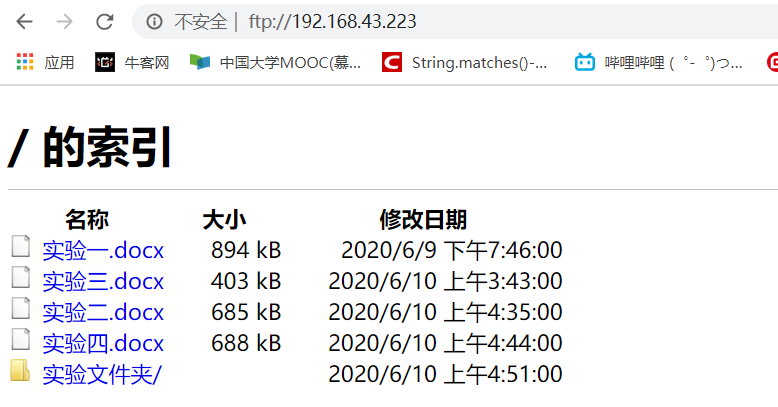 不安全 | ftp://192.168.43.223
应用 牛客网 中国大学MOOC(慕... String.matches()-... 哔哩哔哩 (゜-゜)つ...
/ 的索引
名称 大小 修改日期
实验一.docx 894 kB 2020/6/9 下午7:46:00
实验三.docx 403 kB 2020/6/10 上午3:43:00
实验二.docx 685 kB 2020/6/10 上午4:35:00
实验四.docx 688 kB 2020/6/10 上午4:44:00
实验文件夹/ 2020/6/10 上午4:51:00